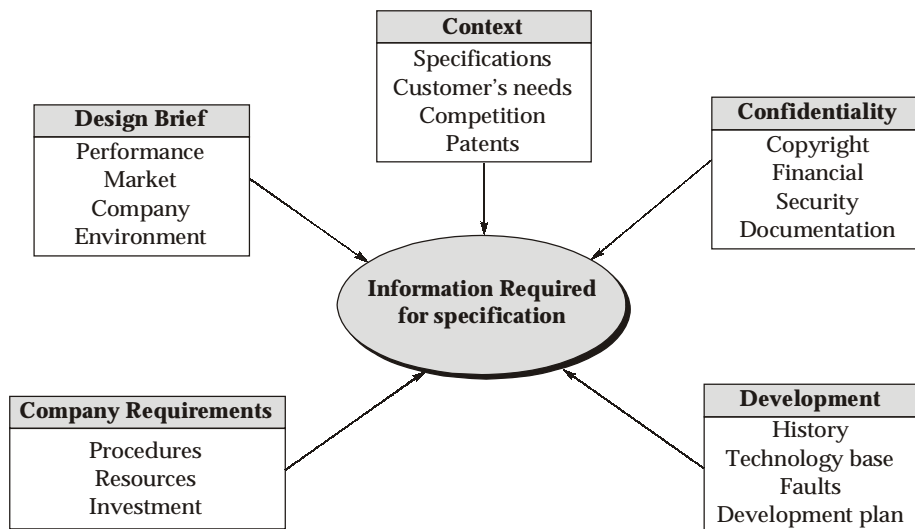 Context
Specifications
Customer's needs
Competition
Patents
Design Brief
Performance
Market
Company
Environment
Confidentiality
Copyright
Financial
Security
Documentation
Information Required
for specification
Company Requirements
Procedures
Resources
Investment
Development
History
Technology base
Faults
Development plan